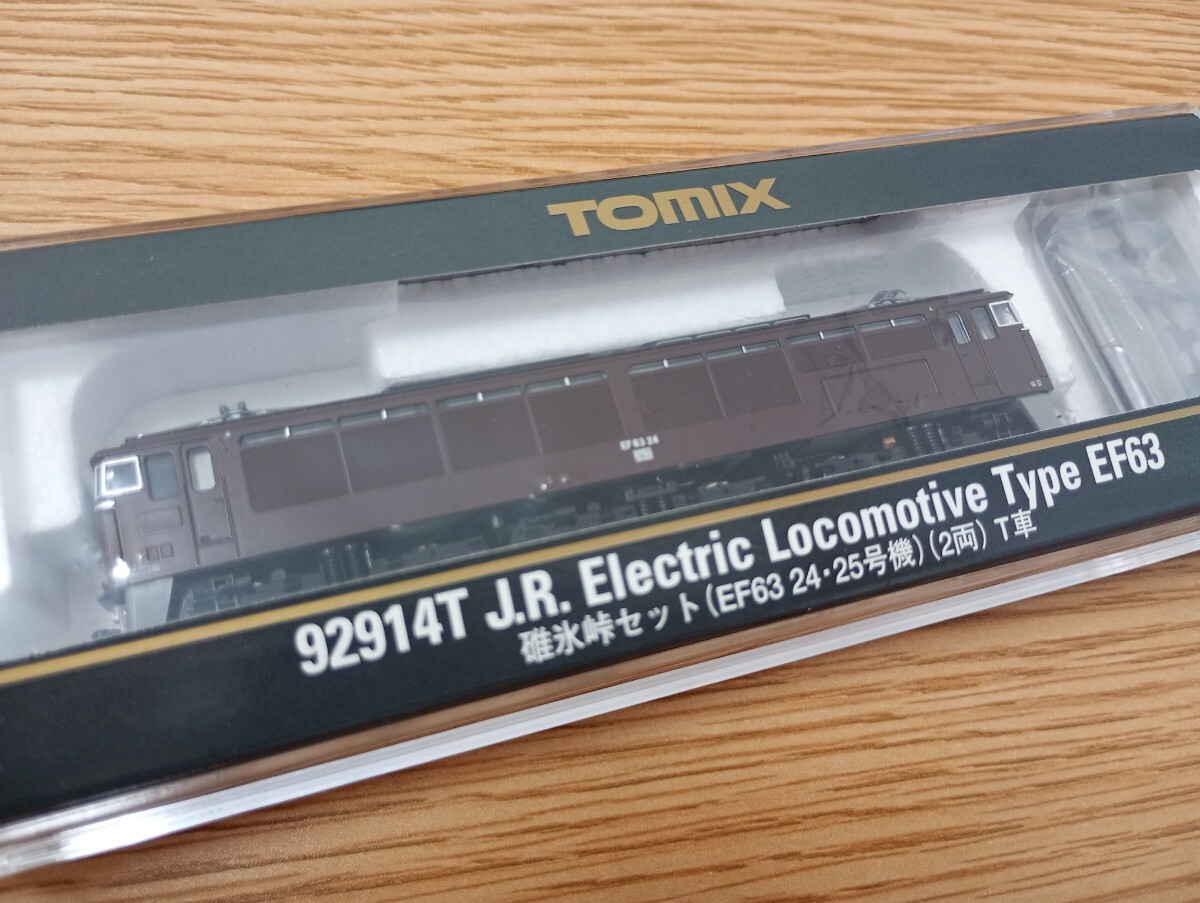 TOMIX
EF63 24
92914T J.R. Electric Locomotive Type EF63
碓氷峠セット(EF63 24・25号機)(2両) T車